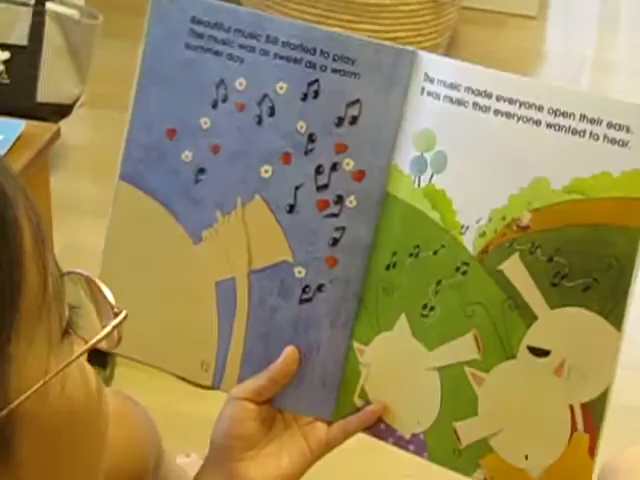 Beautiful music Bill started to play.
The music was as sweet as a warm
summer day.
The music made everyone open their ears.
It was music that everyone wanted to hear.